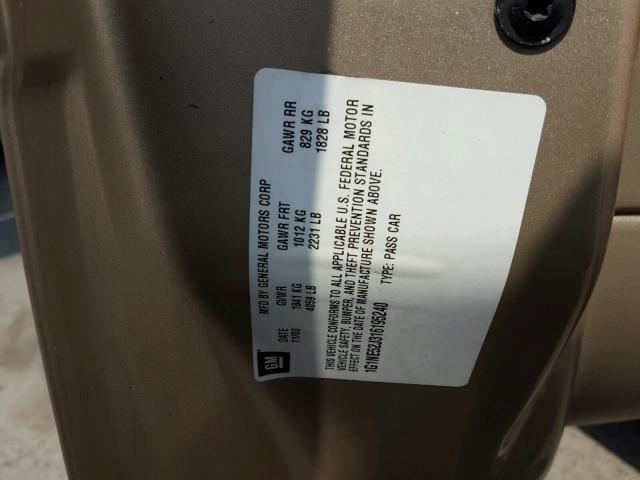 GM
MFD BY GENERAL MOTORS CORP
DATE GVWR GAWR FRT GAWR RR
11/00 1841 KG 1012 KG 829 KG
4059 LB 2231 LB 1828 LB
THIS VEHICLE CONFORMS TO ALL APPLICABLE U.S. FEDERAL MOTOR
VEHICLE SAFETY, BUMPER, AND THEFT PREVENTION STANDARDS IN
EFFECT ON THE DATE OF MANUFACTURE SHOWN ABOVE.
1G1NE52J316195240 TYPE: PASS CAR